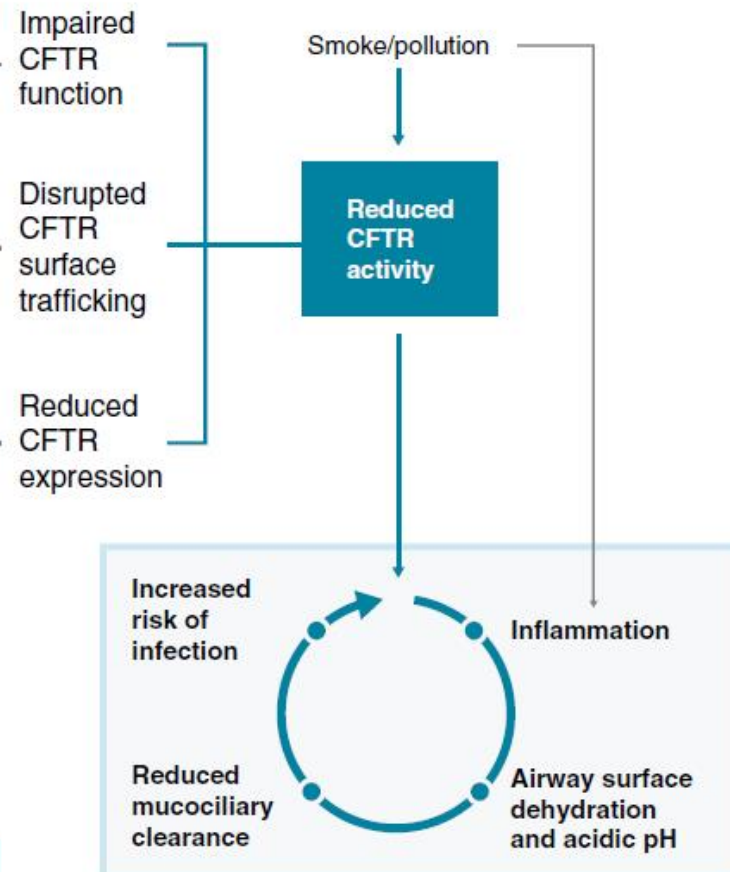 Impaired
CFTR
function
Smoke/pollution
Disrupted
CFTR
surface
trafficking
Reduced
CFTR
activity
Reduced
CFTR
expression
Increased
risk of
infection
Inflammation
Reduced
mucociliary
clearance
Airway surface
dehydration
and acidic pH